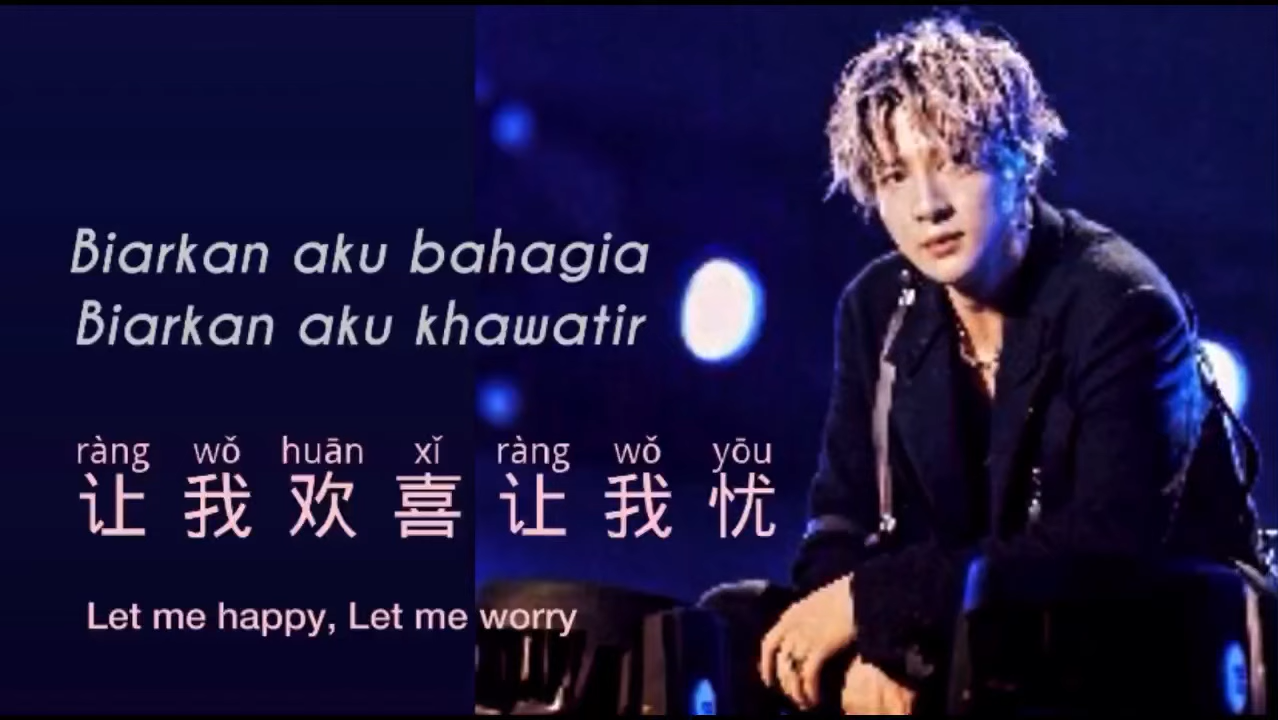 Biarkan aku bahagia
Biarkan aku khawatir
ràng wǒ huān xǐ ràng wǒ yōu
让我欢喜让我忧
Let me happy, Let me worry